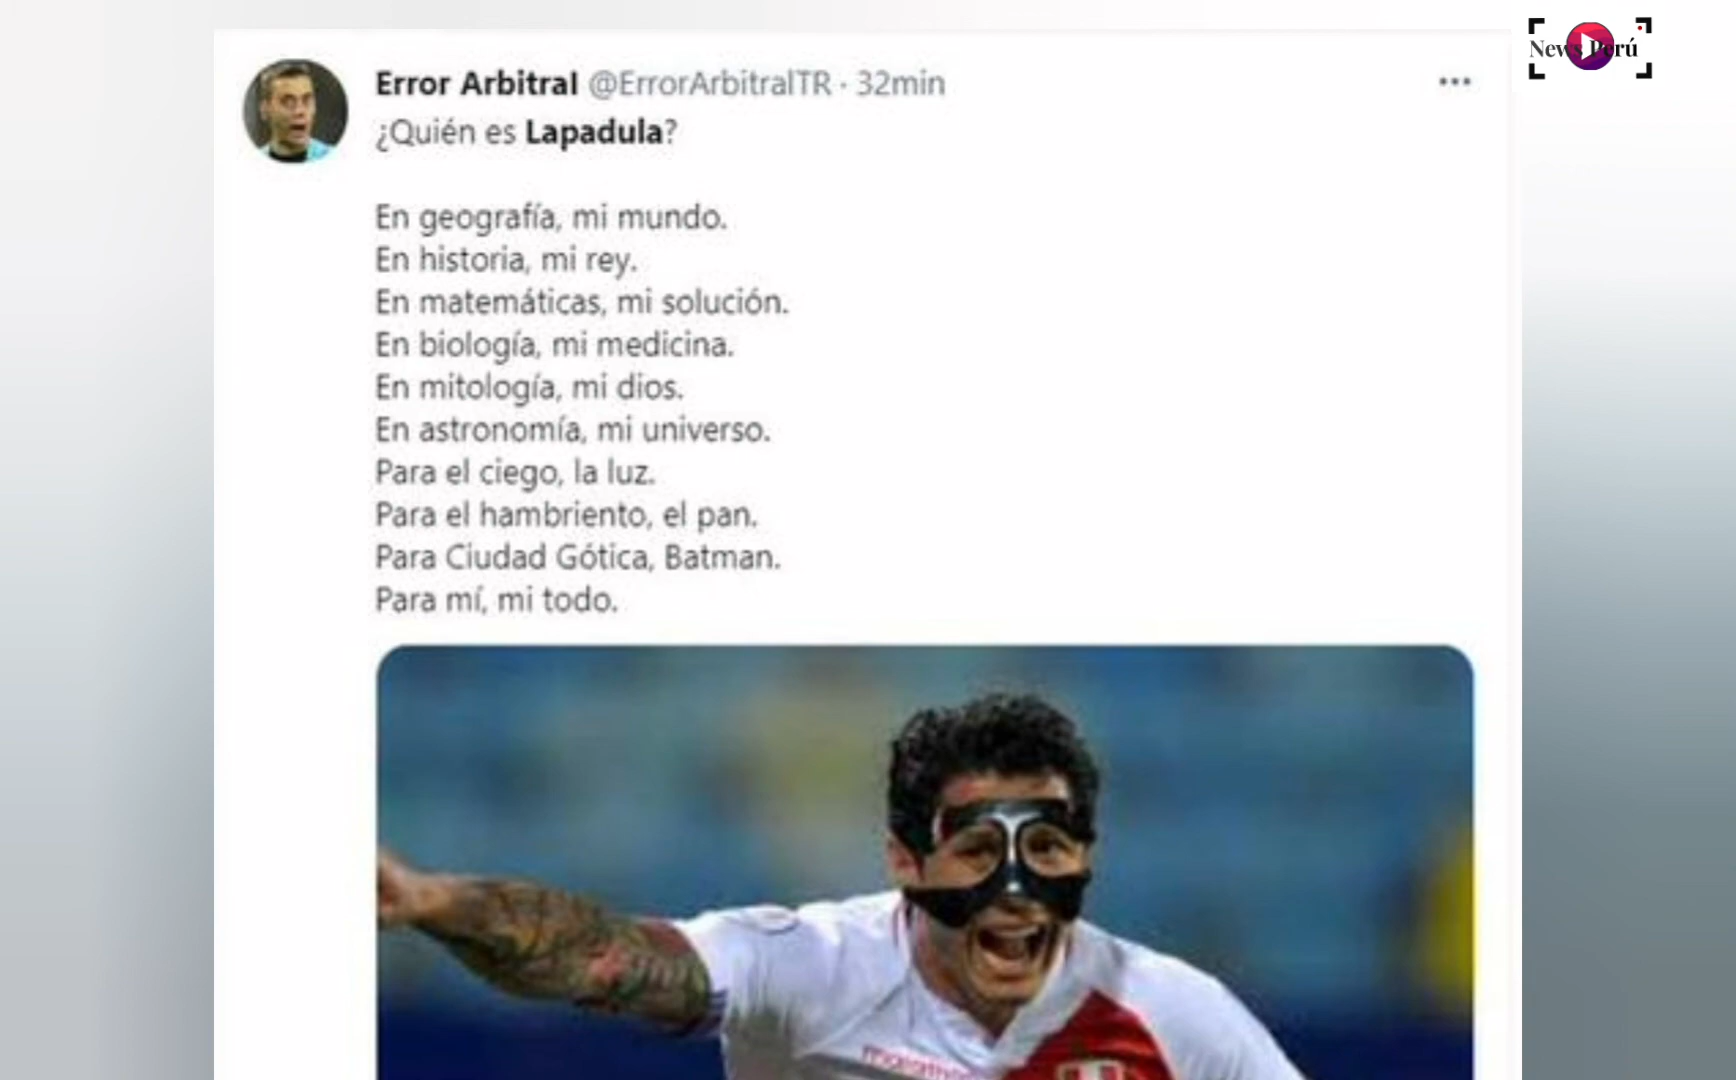 News Perú
Error Arbitral @ErrorArbitralTR · 32min
¿Quién es Lapadula?
En geografía, mi mundo.
En historia, mi rey.
En matemáticas, mi solución.
En biología, mi medicina.
En mitología, mi dios.
En astronomía, mi universo.
Para el ciego, la luz.
Para el hambriento, el pan.
Para Ciudad Gótica, Batman.
Para mí, mi todo.